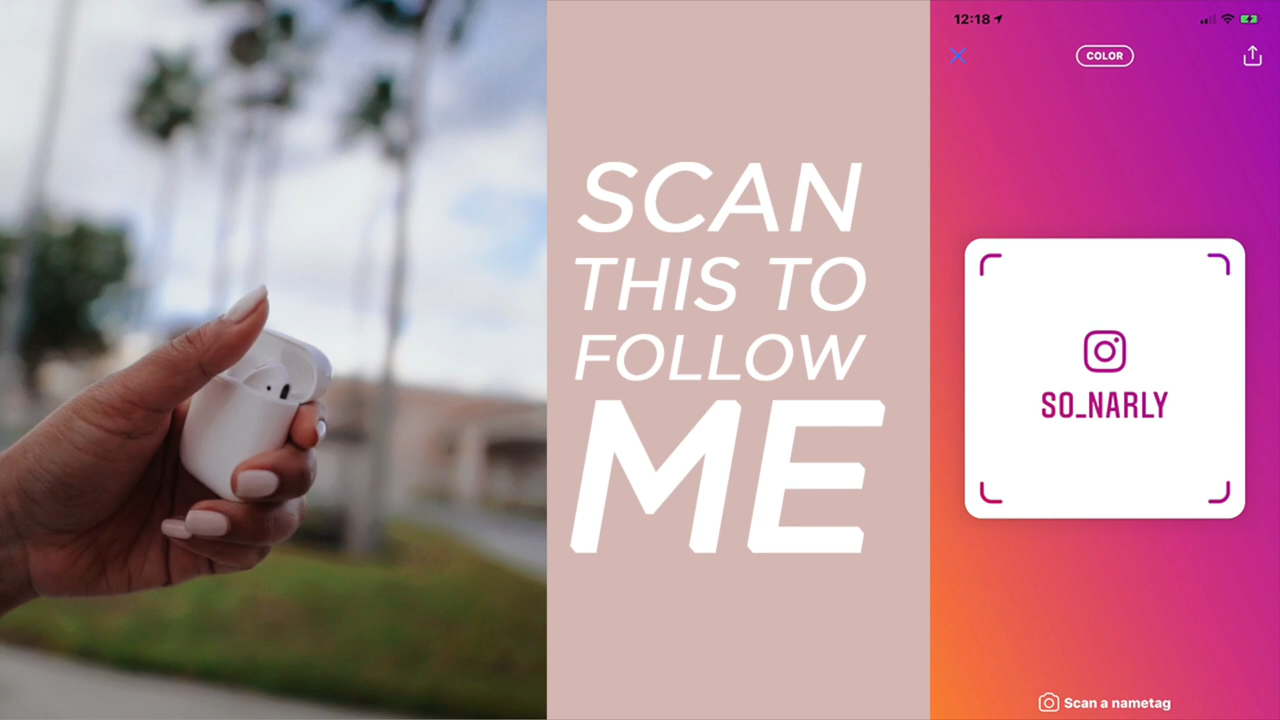 SCAN
THIS TO
FOLLOW
ME
12:18
COLOR
SO_NARLY
Scan a nametag